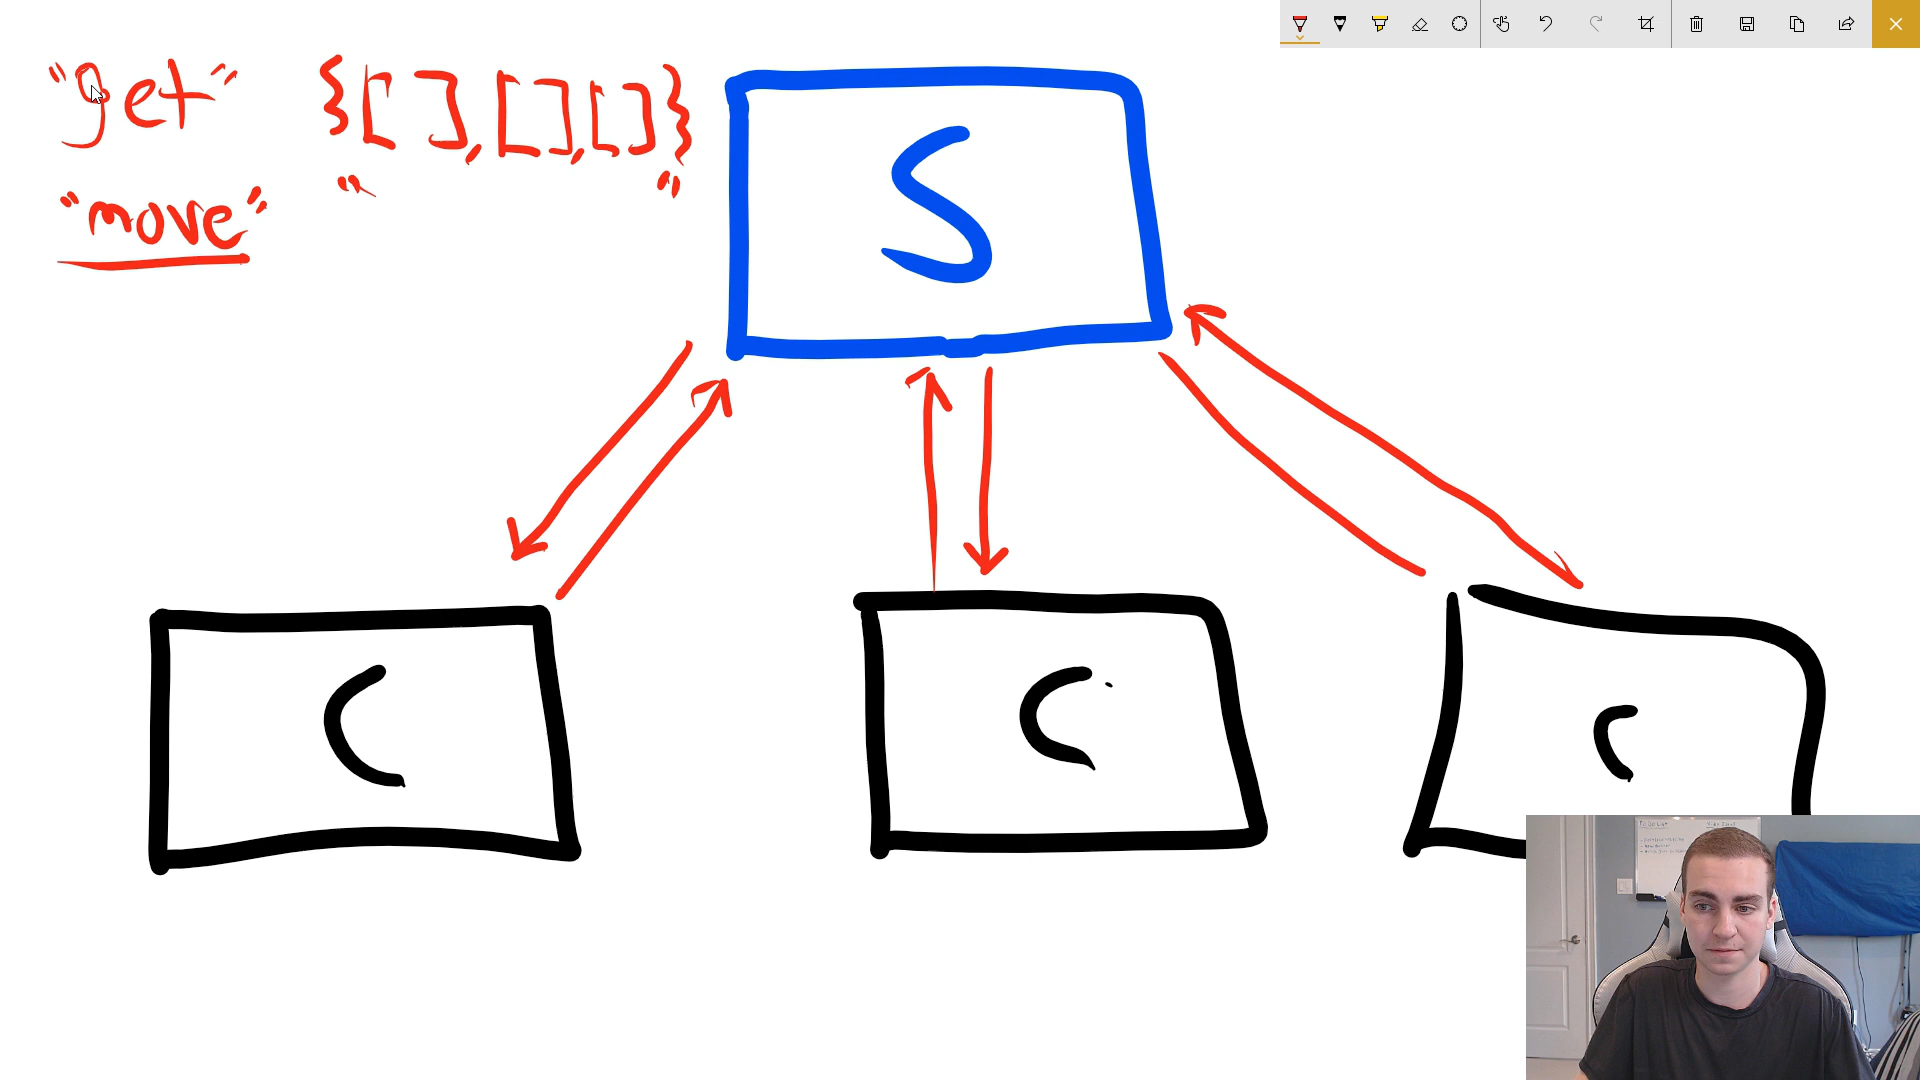 "get" {[ ], [ ], [ ]}
"move" " "
S
C C C